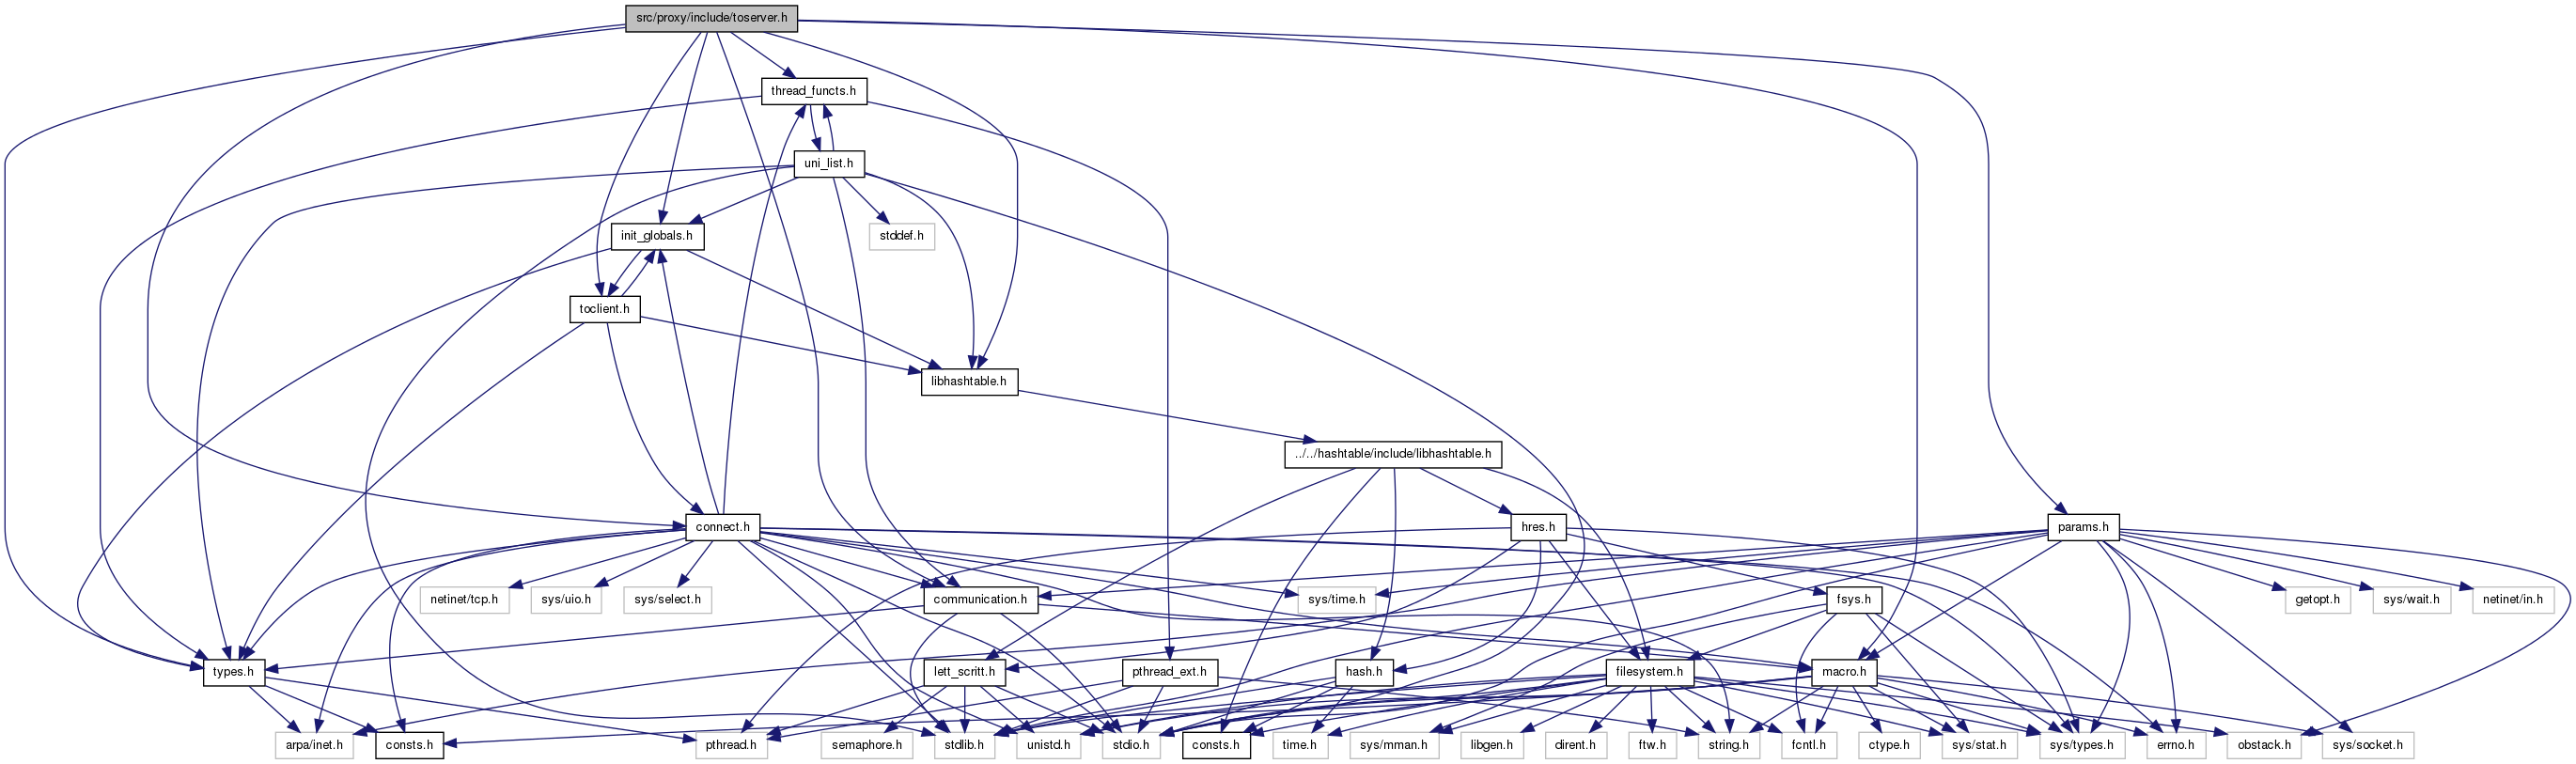 src/proxy/include/toserver.h
thread_functs.h
uni_list.h
init_globals.h
stddef.h
toclient.h
libhashtable.h
../../hashtable/include/libhashtable.h
connect.h
hres.h
params.h
netinet/tcp.h
sys/uio.h
sys/select.h
communication.h
sys/time.h
fsys.h
getopt.h
sys/wait.h
netinet/in.h
types.h
lett_scritt.h
pthread_ext.h
hash.h
filesystem.h
macro.h
arpa/inet.h
consts.h
pthread.h
semaphore.h
stdlib.h
unistd.h
stdio.h
consts.h
time.h
sys/mman.h
libgen.h
dirent.h
ftw.h
string.h
fcntl.h
ctype.h
sys/stat.h
sys/types.h
errno.h
obstack.h
sys/socket.h